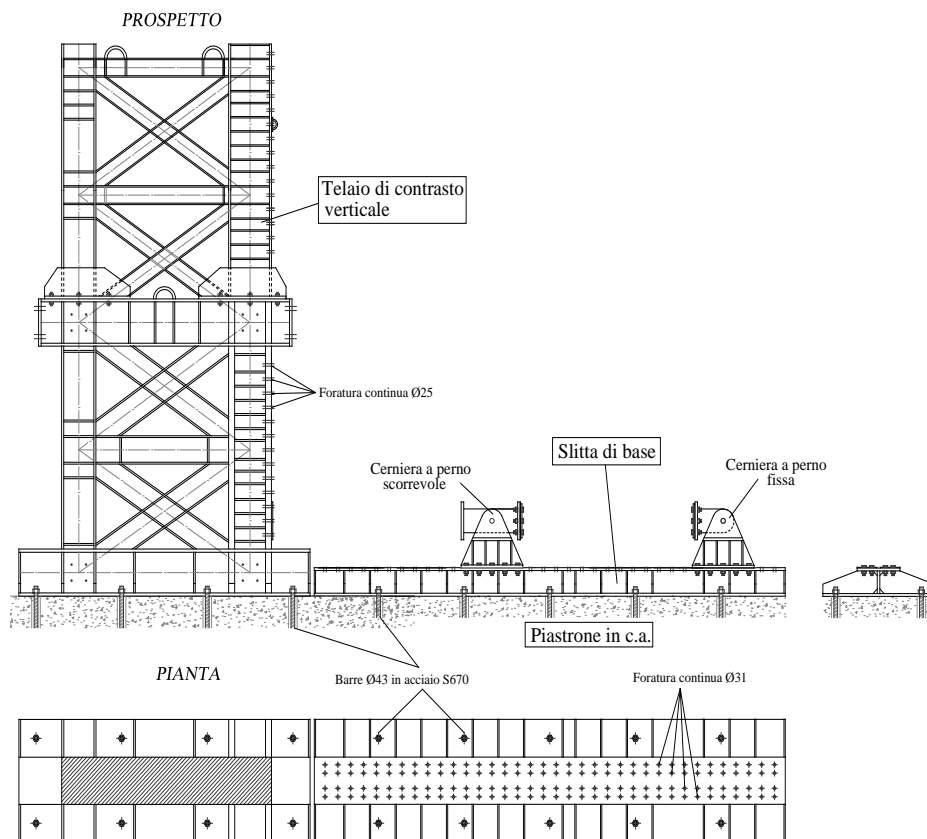 PROSPETTO
Telaio di contrasto
verticale
Foratura continua Ø25
Cerniera a perno
scorrevole
Slitta di base
Cerniera a perno
fissa
Piastrone in c.a.
PIANTA
Barre Ø43 in acciaio S670
Foratura continua Ø31